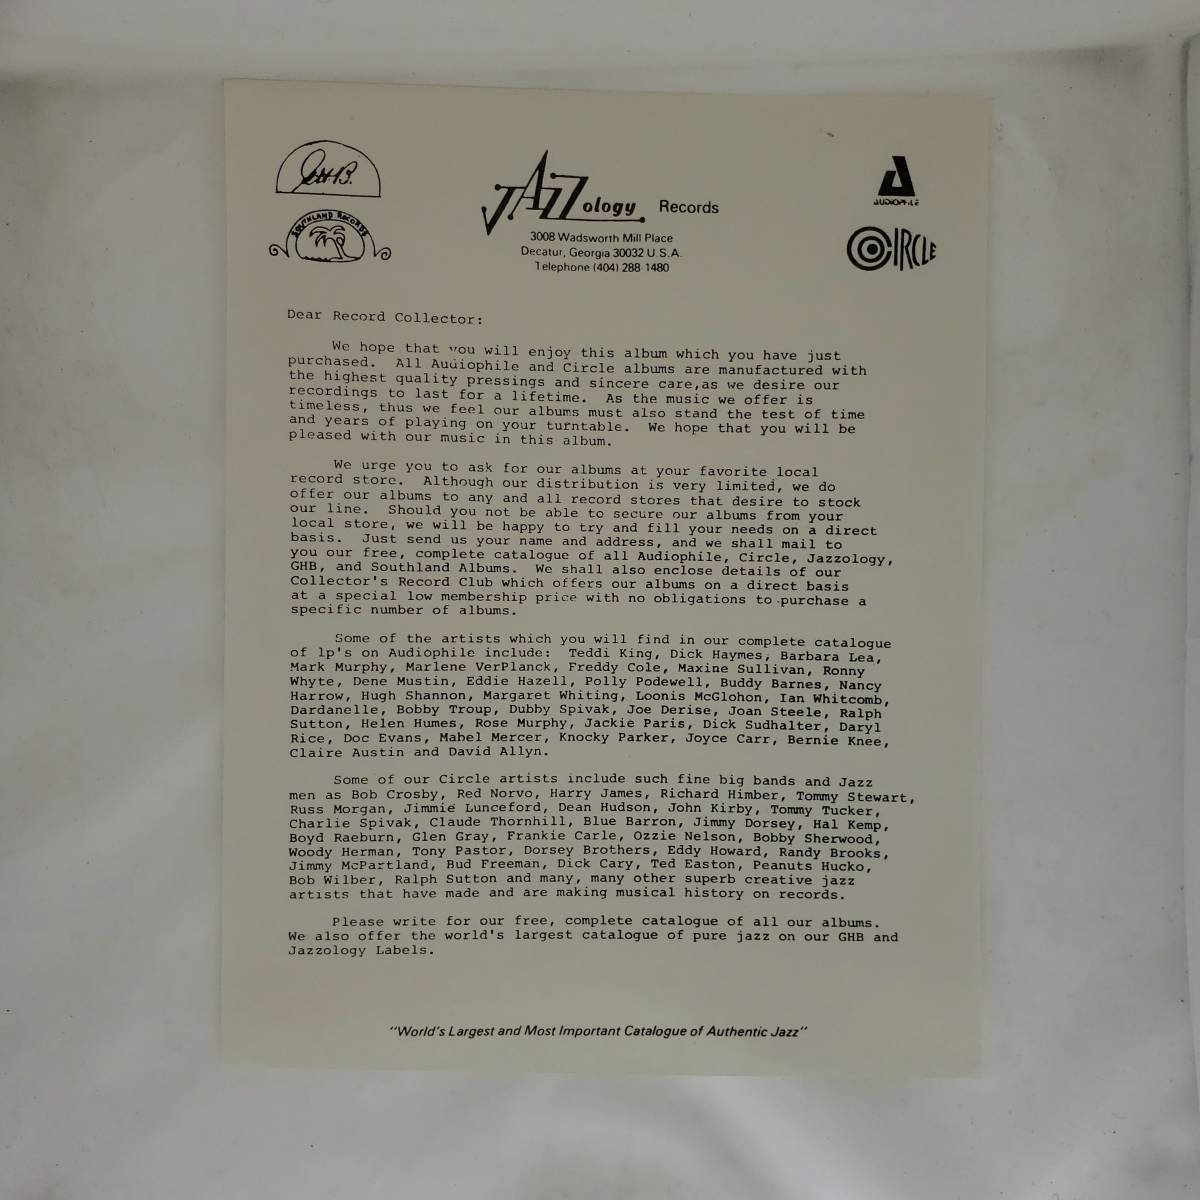 G.H.B.
SOUTHLAND RECORDS
JAZZology Records
3008 Wadsworth Mill Place
Decatur, Georgia 30032 U.S.A.
Telephone (404) 288-1480
AUDIOPHILE
CIRCLE
Dear Record Collector:
We hope that you will enjoy this album which you have just
purchased. All Audiophile and Circle albums are manufactured with
the highest quality pressings and sincere care,as we desire our
recordings to last for a lifetime. As the music we offer is
timeless, thus we feel our albums must also stand the test of time
and years of playing on your turntable. We hope that you will be
pleased with our music in this album.
We urge you to ask for our albums at your favorite local
record store. Although our distribution is very limited, we do
offer our albums to any and all record stores that desire to stock
our line. Should you not be able to secure our albums from your
local store, we will be happy to try and fill your needs on a direct
basis. Just send us your name and address, and we shall mail to
you our free, complete catalogue of all Audiophile, Circle, Jazzology,
GHB, and Southland Albums. We shall also enclose details of our
Collector's Record Club which offers our albums on a direct basis
at a special low membership price with no obligations to purchase a
specific number of albums.
Some of the artists which you will find in our complete catalogue
of lp's on Audiophile include: Teddi King, Dick Haymes, Barbara Lea,
Mark Murphy, Marlene VerPlanck, Freddy Cole, Maxine Sullivan, Ronny
Whyte, Dene Mustin, Eddie Hazell, Polly Podewell, Buddy Barnes, Nancy
Harrow, Hugh Shannon, Margaret Whiting, Loonis McGlohon, Ian Whitcomb,
Dardanelle, Bobby Troup, Dubby Spivak, Joe Derise, Joan Steele, Ralph
Sutton, Helen Humes, Rose Murphy, Jackie Paris, Dick Sudhalter, Daryl
Rice, Doc Evans, Mabel Mercer, Knocky Parker, Joyce Carr, Bernie Knee,
Claire Austin and David Allyn.
Some of our Circle artists include such fine big bands and Jazz
men as Bob Crosby, Red Norvo, Harry James, Richard Himber, Tommy Stewart,
Russ Morgan, Jimmie Lunceford, Dean Hudson, John Kirby, Tommy Tucker,
Charlie Spivak, Claude Thornhill, Blue Barron, Jimmy Dorsey, Hal Kemp,
Boyd Raeburn, Glen Gray, Frankie Carle, Ozzie Nelson, Bobby Sherwood,
Woody Herman, Tony Pastor, Dorsey Brothers, Eddy Howard, Randy Brooks,
Jimmy McPartland, Bud Freeman, Dick Cary, Ted Easton, Peanuts Hucko,
Bob Wilber, Ralph Sutton and many, many other superb creative jazz
artists that have made and are making musical history on records.
Please write for our free, complete catalogue of all our albums.
We also offer the world's largest catalogue of pure jazz on our GHB and
Jazzology Labels.
"World's Largest and Most Important Catalogue of Authentic Jazz"